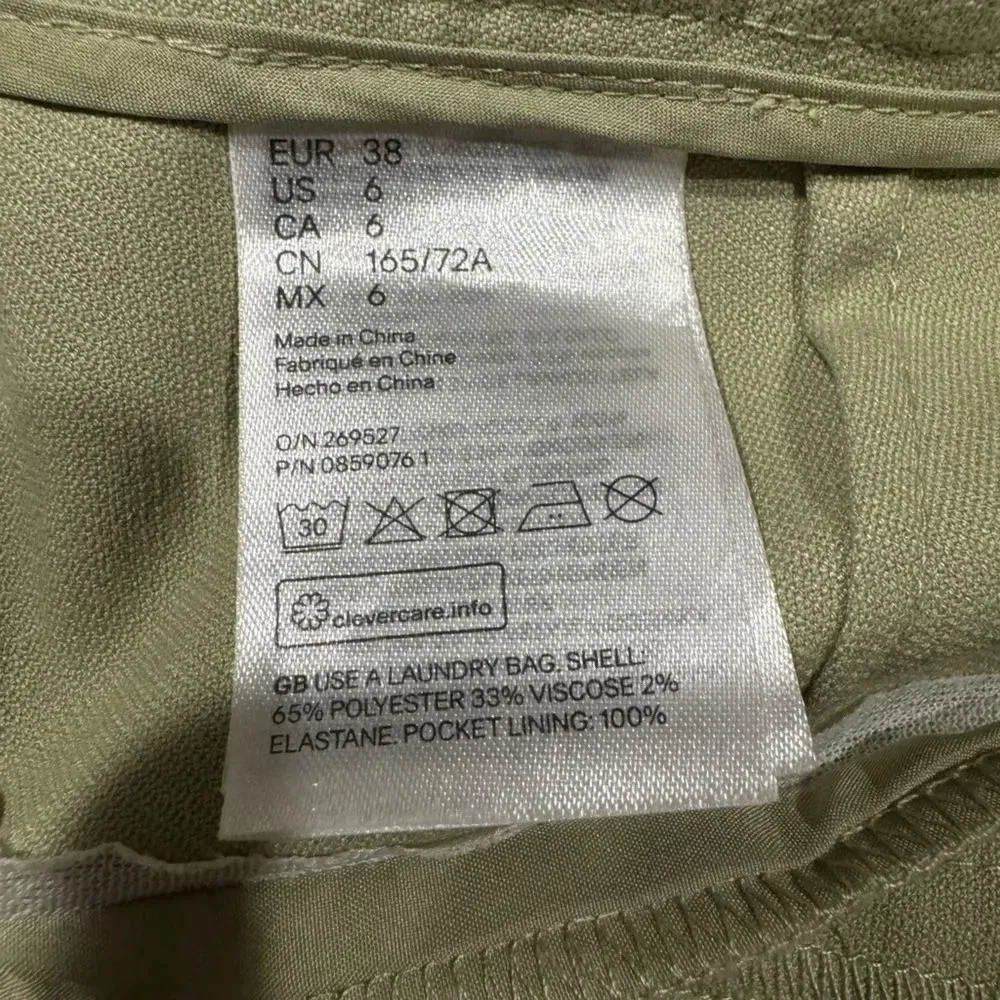 EUR 38
US 6
CA 6
CN 165/72A
MX 6
Made in China
Fabriqué en Chine
Hecho en China
O/N 269527
P/N 0859076 1
30
clevercare.info
GB USE A LAUNDRY BAG. SHELL:
65% POLYESTER 33% VISCOSE 2%
ELASTANE. POCKET LINING: 100%